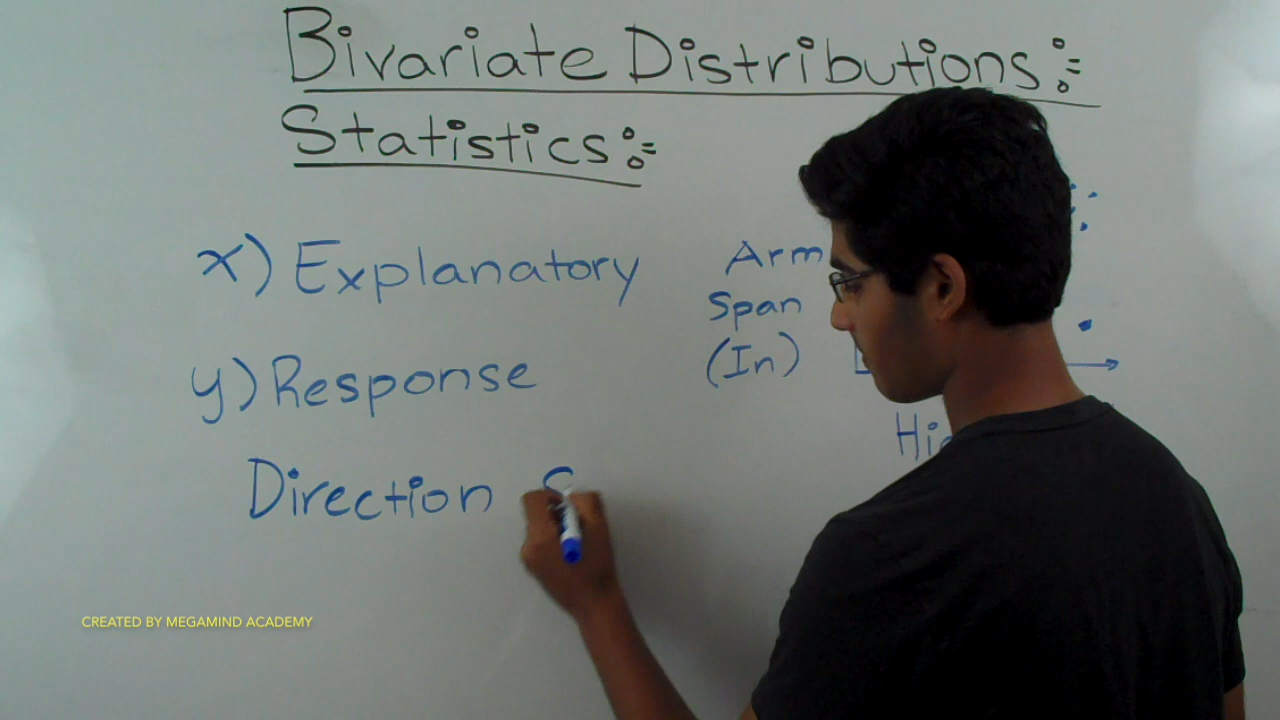 Bivariate Distributions:
Statistics:
x) Explanatory
y) Response
Direction
Arm
Span
(In)
CREATED BY MEGAMIND ACADEMY